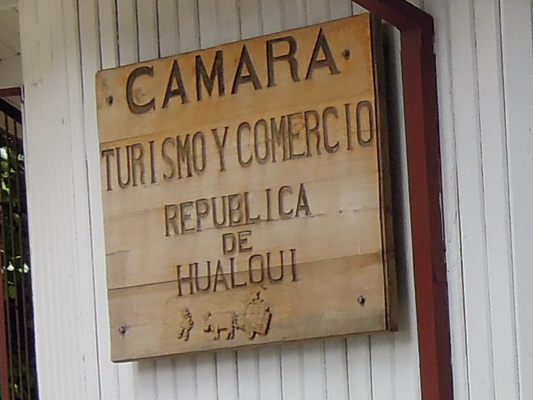 CAMARA
TURISMO Y COMERCIO
REPUBLICA
DE
HUALQUI